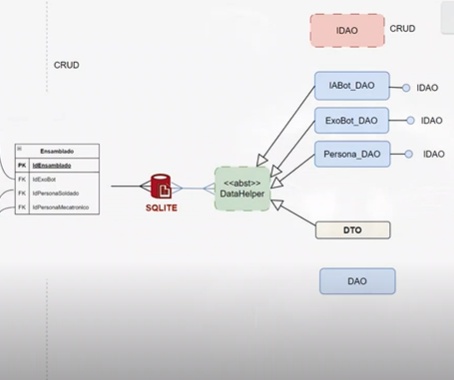 IDAO
CRUD
CRUD
IABot_DAO
IDAO
ExoBot_DAO
IDAO
Persona_DAO
IDAO
Ensamblado
PK IdEnsamblado
FK IdExoBot
FK IdPersonaSoldado
FK IdPersonaMecatronico
SQLITE
<<abst>>
DataHelper
DTO
DAO